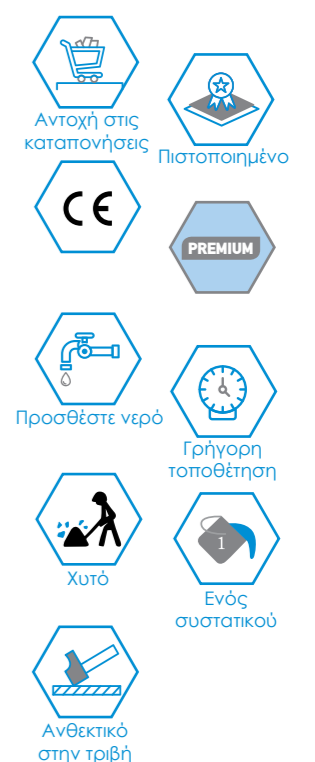 Αντοχή στις
καταπονήσεις
Πιστοποιημένο
CE
PREMIUM
Προσθέστε νερό
Γρήγορη
τοποθέτηση
Χυτό
1
Ενός
συστατικού
Ανθεκτικό
στην τριβή